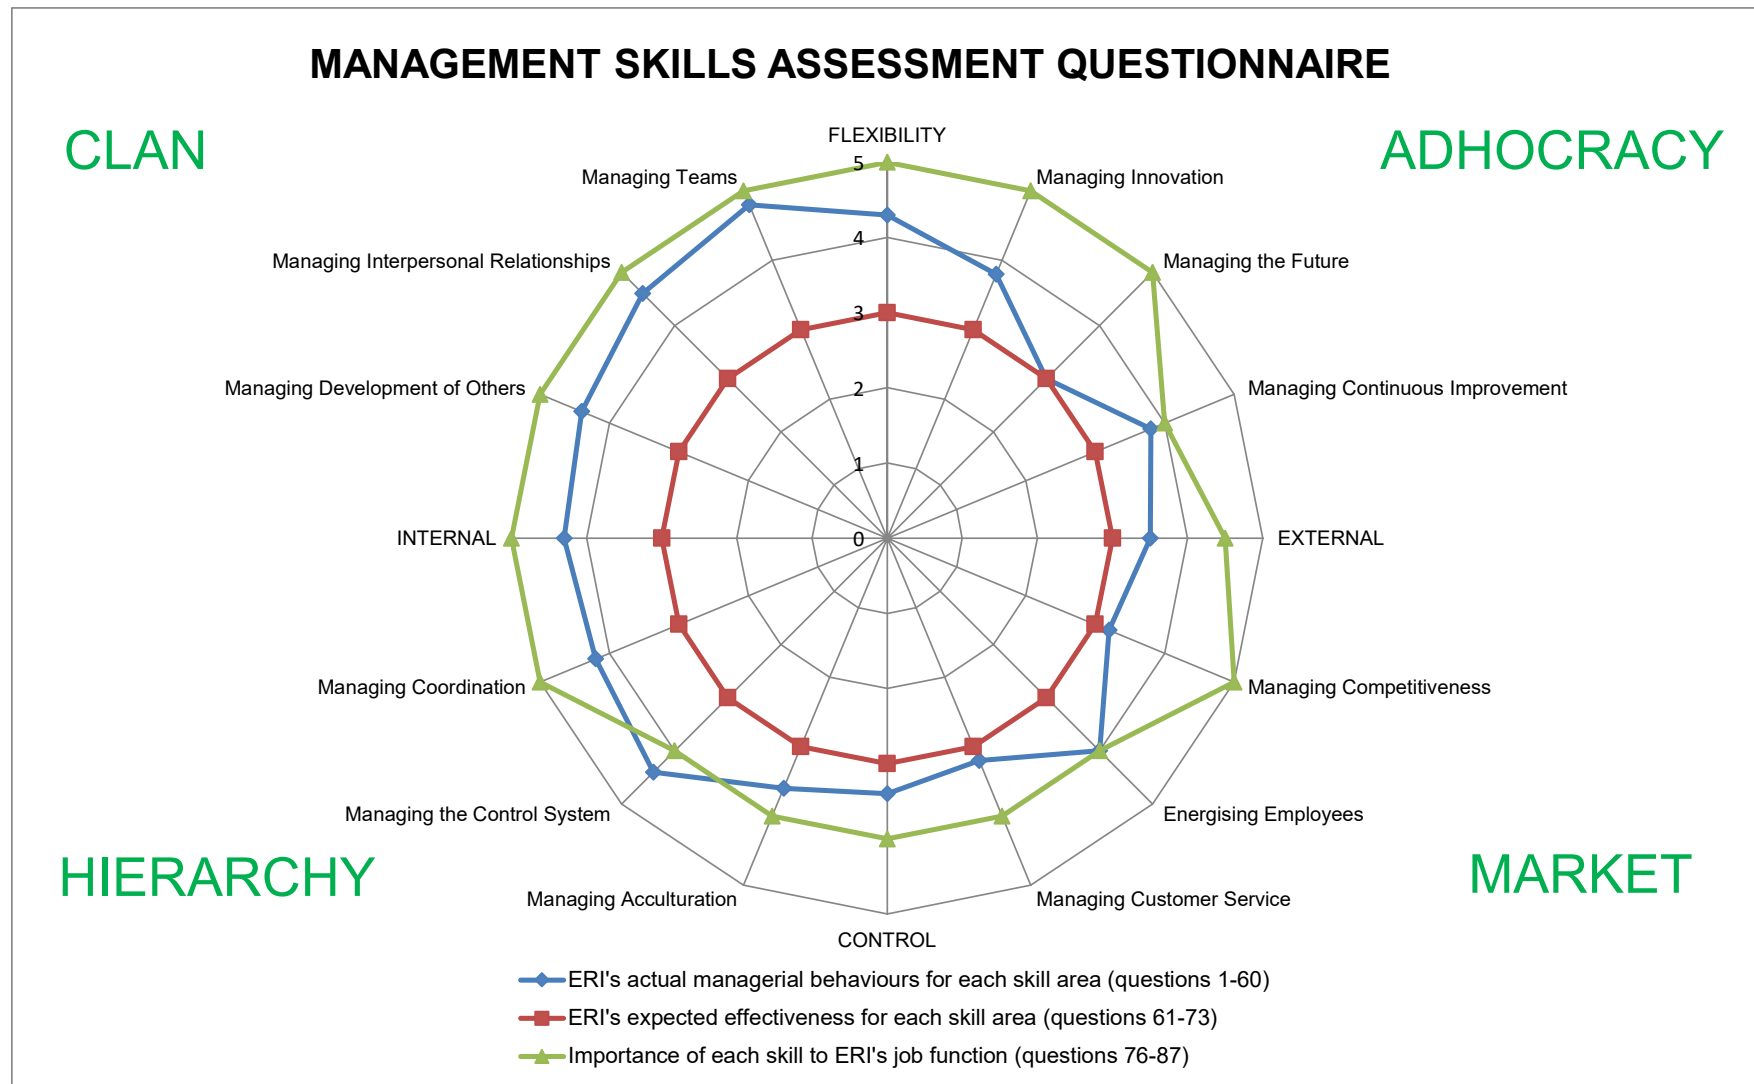 MANAGEMENT SKILLS ASSESSMENT QUESTIONNAIRE
CLAN
ADHOCRACY
FLEXIBILITY
5
Managing Teams
Managing Innovation
4
Managing Interpersonal Relationships
Managing the Future
3
Managing Development of Others
Managing Continuous Improvement
2
1
INTERNAL
0
EXTERNAL
Managing Coordination
Managing Competitiveness
Managing the Control System
Energising Employees
HIERARCHY
MARKET
Managing Acculturation
Managing Customer Service
CONTROL
ERI's actual managerial behaviours for each skill area (questions 1-60)
ERI's expected effectiveness for each skill area (questions 61-73)
Importance of each skill to ERI's job function (questions 76-87)